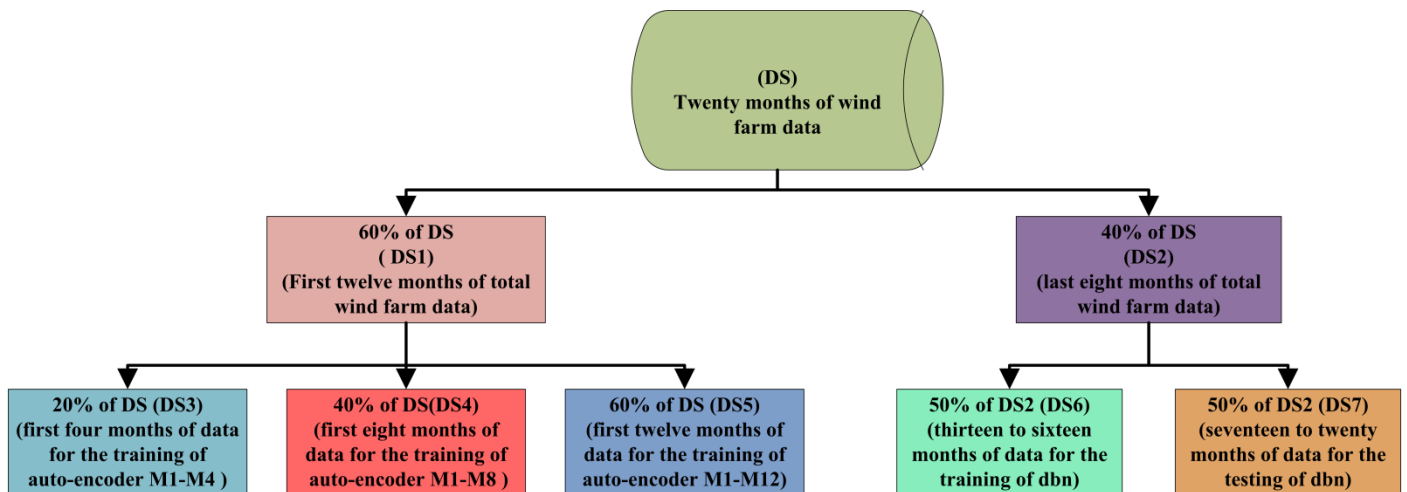 (DS)
Twenty months of wind
farm data
60% of DS
( DS1)
(First twelve months of total
wind farm data)
40% of DS
(DS2)
(last eight months of total
wind farm data)
20% of DS (DS3)
(first four months of data
for the training of
auto-encoder M1-M4 )
40% of DS(DS4)
(first eight months of
data for the training of
auto-encoder M1-M8 )
60% of DS (DS5)
(first twelve months of
data for the training of
auto-encoder M1-M12)
50% of DS2 (DS6)
(thirteen to sixteen
months of data for the
training of dbn)
50% of DS2 (DS7)
(seventeen to twenty
months of data for the
testing of dbn)